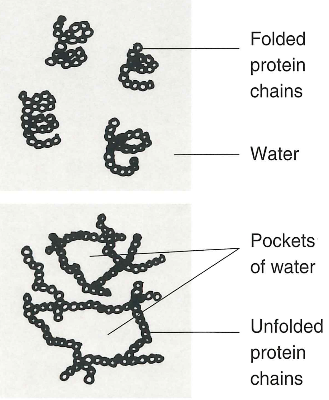 Folded
protein
chains
Water
Pockets
of water
Unfolded
protein
chains